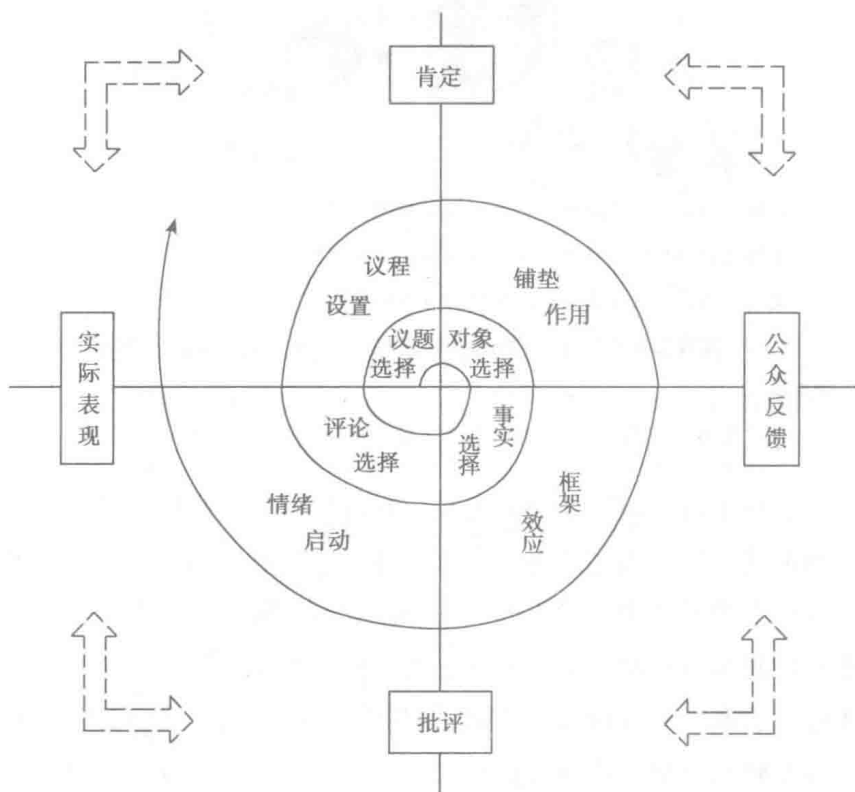 肯定
议程
设置
铺垫
作用
议题
选择
对象
选择
实际表现
公众反馈
评论
选择
事实
选择
情绪
启动
框架
效应
批评